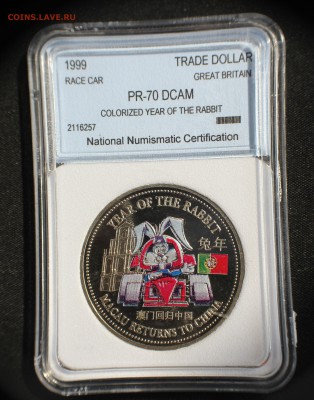 COINS.ЛАВЕ.RU
1999
TRADE DOLLAR
RACE CAR
GREAT BRITAIN
PR-70 DCAM
COLORIZED YEAR OF THE RABBIT
2116257
National Numismatic Certification
YEAR OF THE RABBIT
兔年
澳门回归中国
MACAU RETURNS TO CHINA